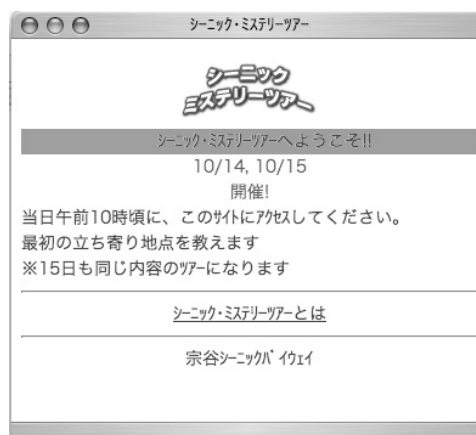 ｼｰﾆｯｸ・ﾐｽﾃﾘｰﾂｱｰ
シーニック
ミステリーツアー
ｼｰﾆｯｸ・ﾐｽﾃﾘｰﾂｱｰへようこそ!!
10/14, 10/15
開催!
当日午前10時頃に、このｻｲﾄにｱｸｾｽしてください。
最初の立ち寄り地点を教えます
※15日も同じ内容のﾂｱｰになります
ｼｰﾆｯｸ・ﾐｽﾃﾘｰﾂｱｰとは
宗谷ｼｰﾆｯｸﾊﾞｲｳｪｲ